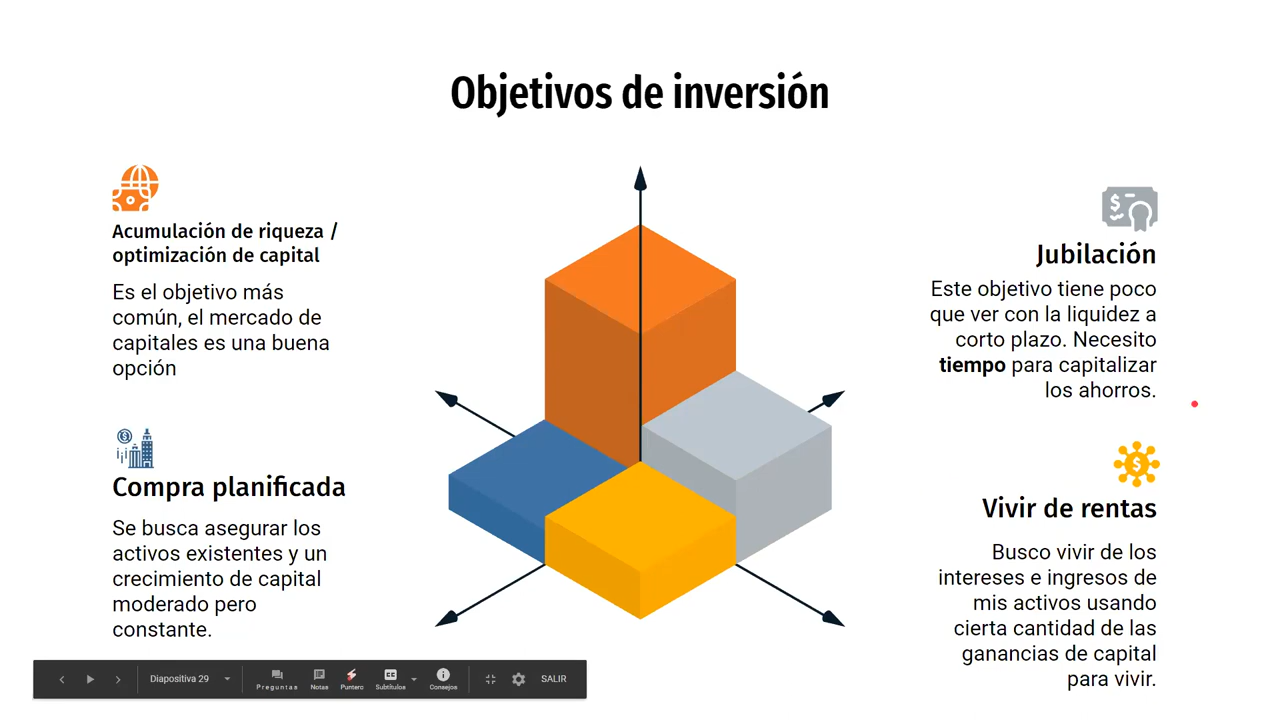 Objetivos de inversión
Acumulación de riqueza /
optimización de capital
Es el objetivo más
común, el mercado de
capitales es una buena
opción
Compra planificada
Se busca asegurar los
activos existentes y un
crecimiento de capital
moderado pero
constante.
Jubilación
Este objetivo tiene poco
que ver con la liquidez a
corto plazo. Necesito
tiempo para capitalizar
los ahorros.
Vivir de rentas
Busco vivir de los
intereses e ingresos de
mis activos usando
cierta cantidad de las
ganancias de capital
para vivir.
Diapositiva 29
Preguntas
Notas
Puntero
CC
Subtítulos
Consejos
SALIR